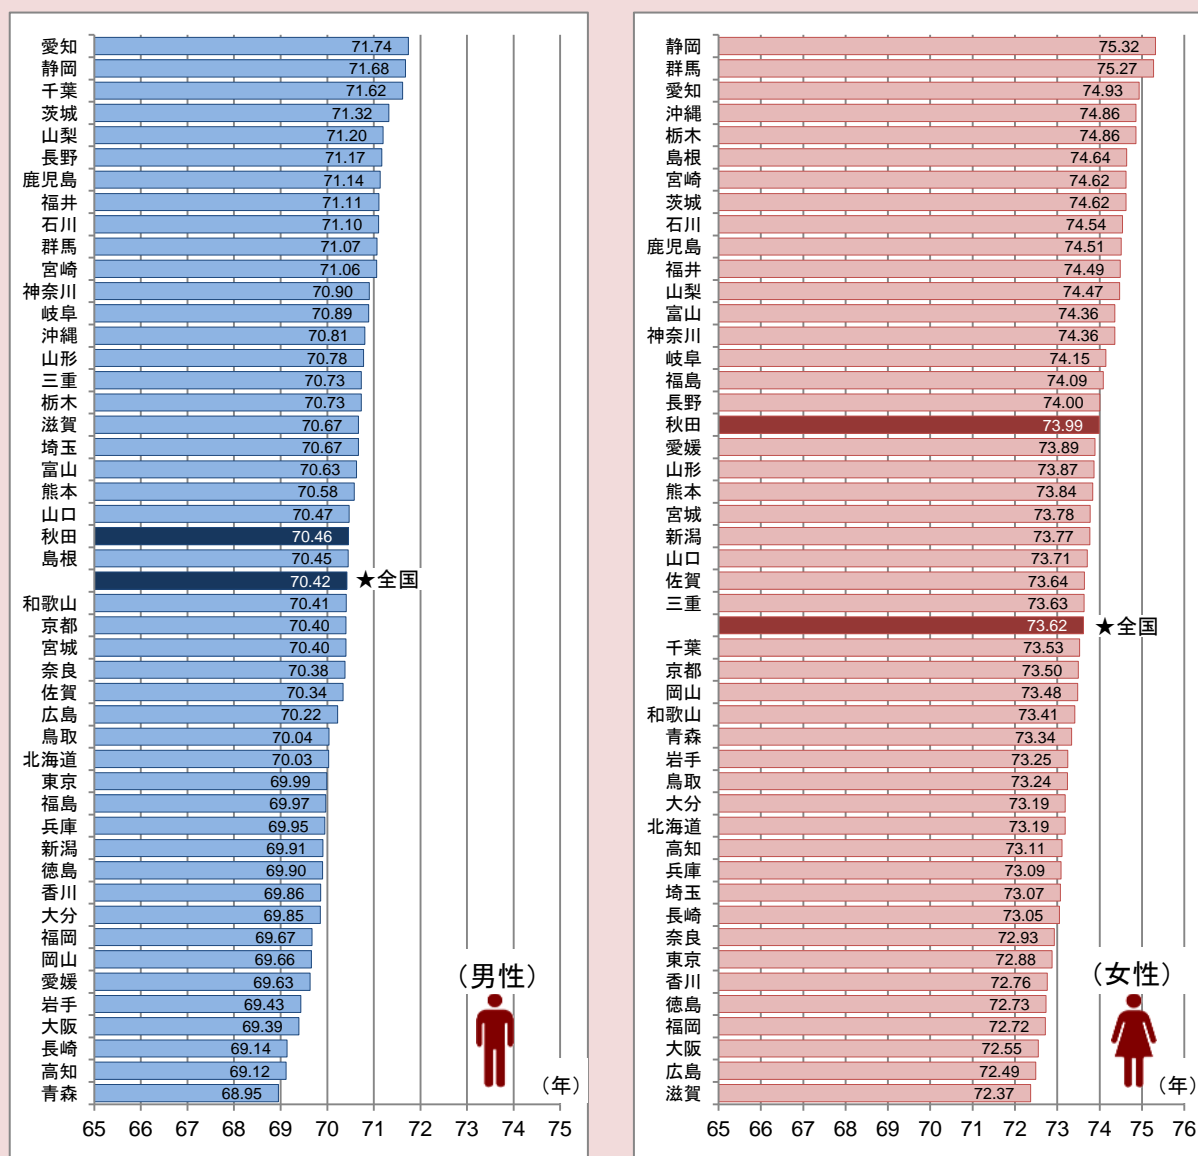 愛知 71.74
静岡 71.68
千葉 71.62
茨城 71.32
山梨 71.20
長野 71.17
鹿児島 71.14
福井 71.11
石川 71.10
群馬 71.07
宮崎 71.06
神奈川 70.90
岐阜 70.89
沖縄 70.81
山形 70.78
三重 70.73
栃木 70.73
滋賀 70.67
埼玉 70.67
富山 70.63
熊本 70.58
山口 70.47
秋田 70.46
島根 70.45
70.42 ★全国
和歌山 70.41
京都 70.40
宮城 70.40
奈良 70.38
佐賀 70.34
広島 70.22
鳥取 70.04
北海道 70.03
東京 69.99
福島 69.97
兵庫 69.95
新潟 69.91
徳島 69.90
香川 69.86
大分 69.85
福岡 69.67
岡山 69.66
愛媛 69.63
岩手 69.43
大阪 69.39
長崎 69.14
高知 69.12
青森 68.95
（男性）
（年）
65 66 67 68 69 70 71 72 73 74 75
静岡 75.32
群馬 75.27
愛知 74.93
沖縄 74.86
栃木 74.86
島根 74.64
宮崎 74.62
茨城 74.62
石川 74.54
鹿児島 74.51
福井 74.49
山梨 74.47
富山 74.36
神奈川 74.36
岐阜 74.15
福島 74.09
長野 74.00
秋田 73.99
愛媛 73.89
山形 73.87
熊本 73.84
宮城 73.78
新潟 73.77
山口 73.71
佐賀 73.64
三重 73.63
73.62 ★全国
千葉 73.53
京都 73.50
岡山 73.48
和歌山 73.41
青森 73.34
岩手 73.25
鳥取 73.24
大分 73.19
北海道 73.19
高知 73.11
兵庫 73.09
埼玉 73.07
長崎 73.05
奈良 72.93
東京 72.88
香川 72.76
徳島 72.73
福岡 72.72
大阪 72.55
広島 72.49
滋賀 72.37
（女性）
（年）
65 66 67 68 69 70 71 72 73 74 75 76